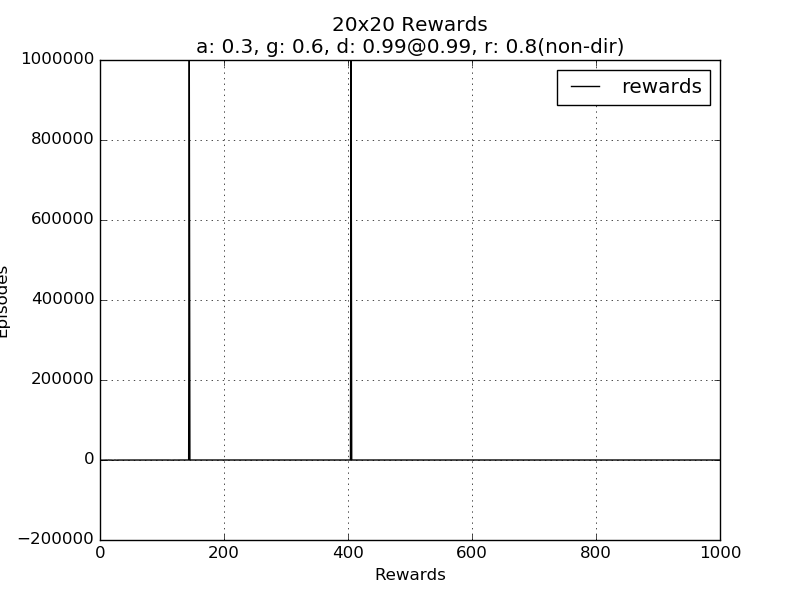 20x20 Rewards
a: 0.3, g: 0.6, d: 0.99@0.99, r: 0.8(non-dir)
rewards
1000000
800000
600000
400000
200000
0
−200000
Episodes
0 200 400 600 800 1000
Rewards